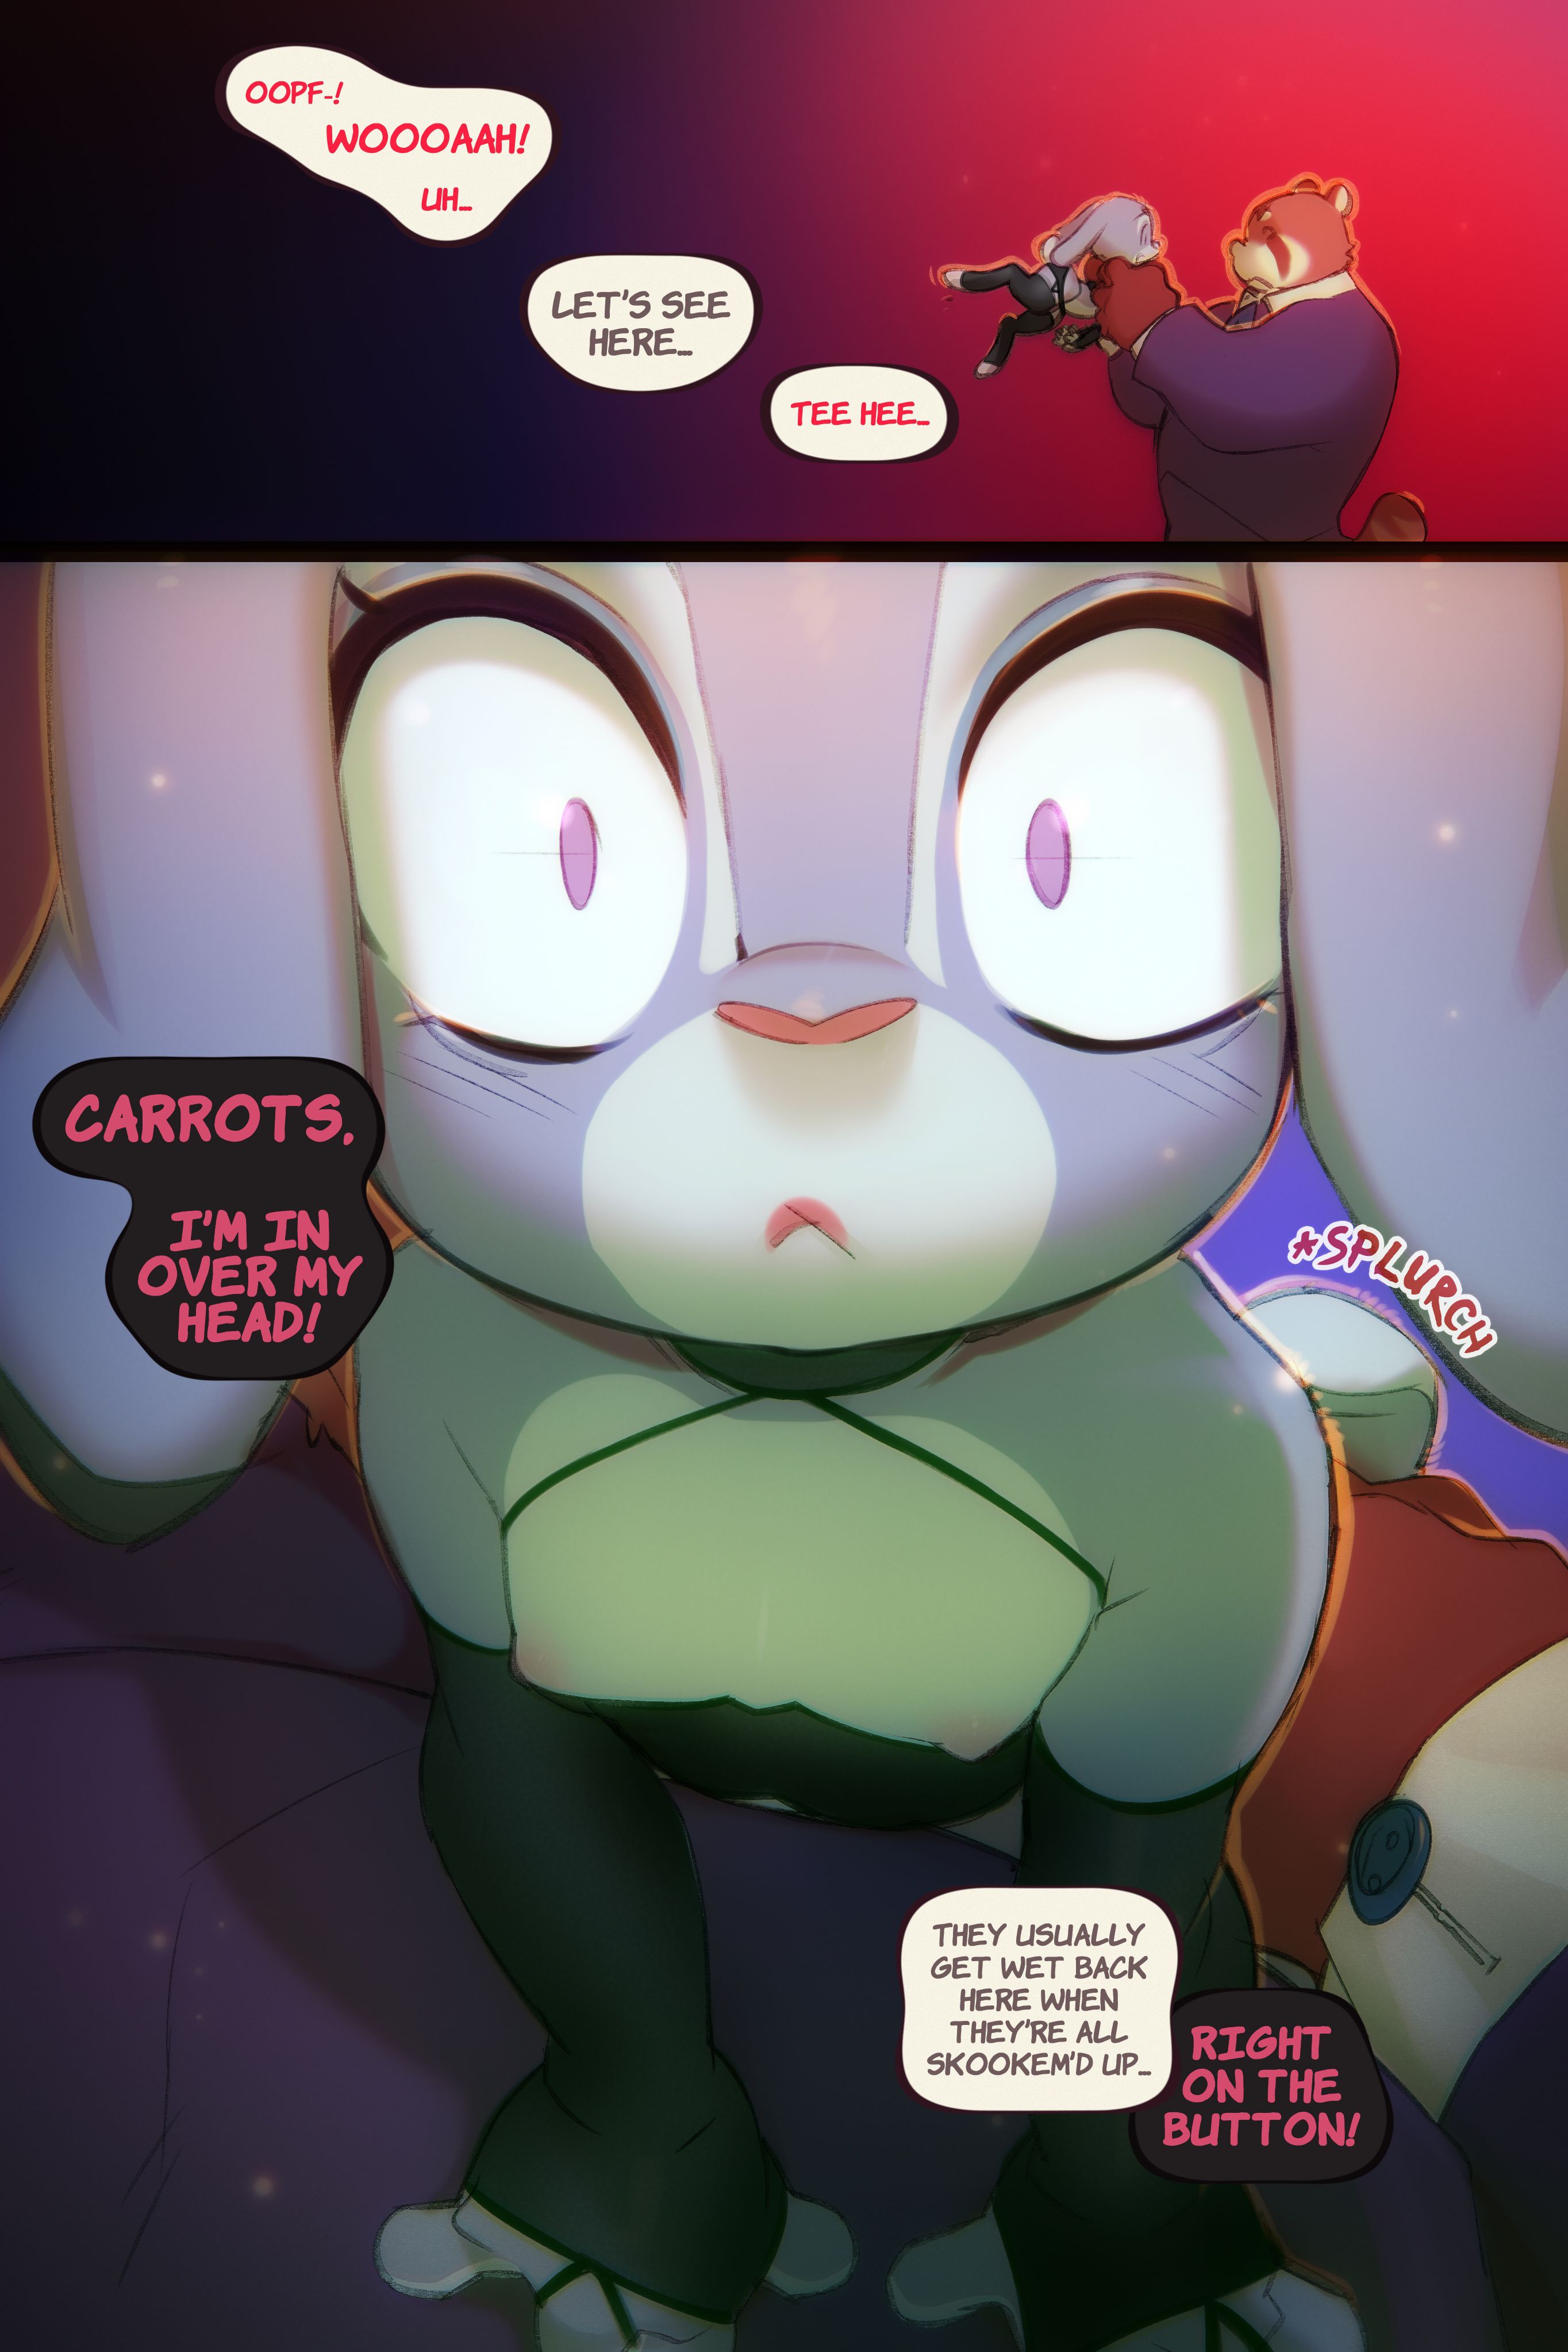 OOPF-!
WOOOAAH!
UH...
LET'S SEE
HERE...
TEE HEE...
CARROTS,
I'M IN
OVER MY
HEAD!
*SPLURCH
THEY USUALLY
GET WET BACK
HERE WHEN
THEY'RE ALL
SKOOKEM'D UP...
RIGHT
ON THE
BUTTON!